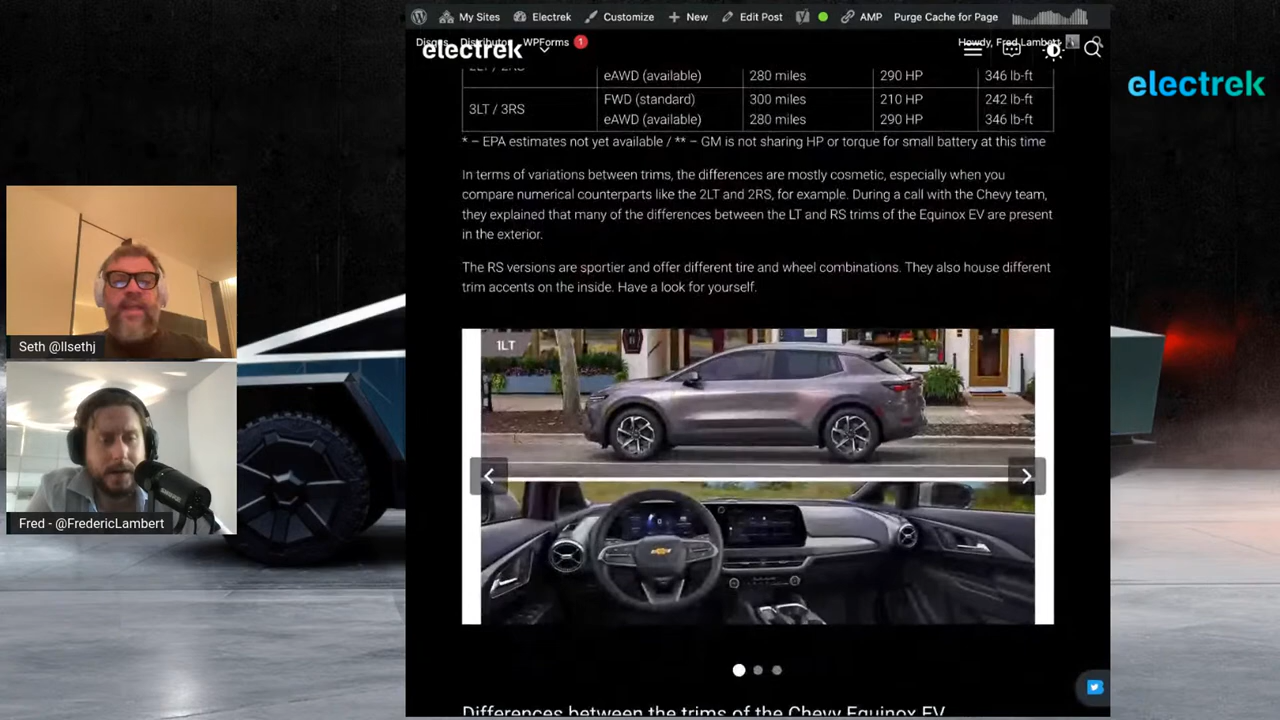 My Sites Electrek Customize New Edit Post AMP Purge Cache for Page
Disqus Distributor WPForms 1 Howdy, Fred Lambert
electrek
electrek
eAWD (available) 280 miles 290 HP 346 lb-ft
3LT / 3RS
FWD (standard) 300 miles 210 HP 242 lb-ft
eAWD (available) 280 miles 290 HP 346 lb-ft
* – EPA estimates not yet available / ** – GM is not sharing HP or torque for small battery at this time
In terms of variations between trims, the differences are mostly cosmetic, especially when you
compare numerical counterparts like the 2LT and 2RS, for example. During a call with the Chevy team,
they explained that many of the differences between the LT and RS trims of the Equinox EV are present
in the exterior.
The RS versions are sportier and offer different tire and wheel combinations. They also house different
trim accents on the inside. Have a look for yourself.
1LT
Seth @llsethj
Fred - @FredericLambert
Differences between the trims of the Chevy Equinox EV